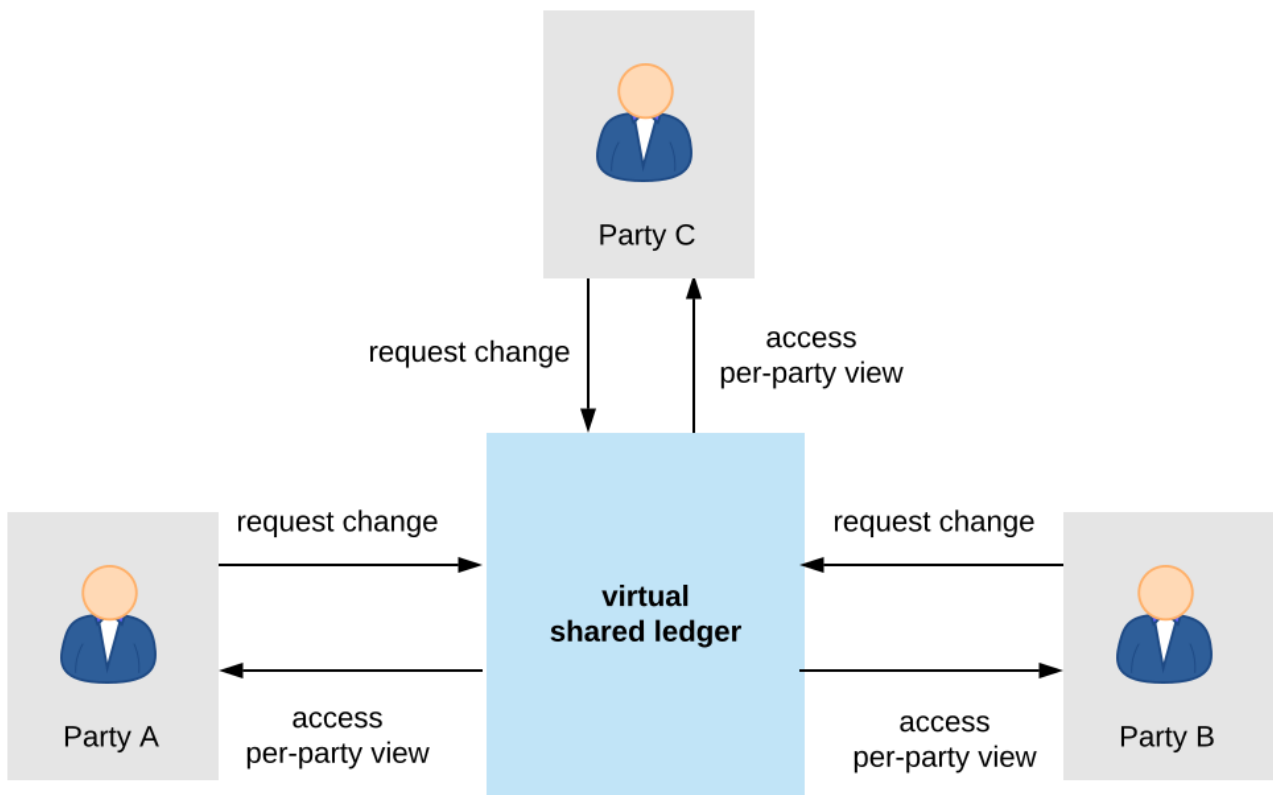 Party C
request change
access
per-party view
request change
request change
virtual
shared ledger
access
per-party view
access
per-party view
Party A
Party B